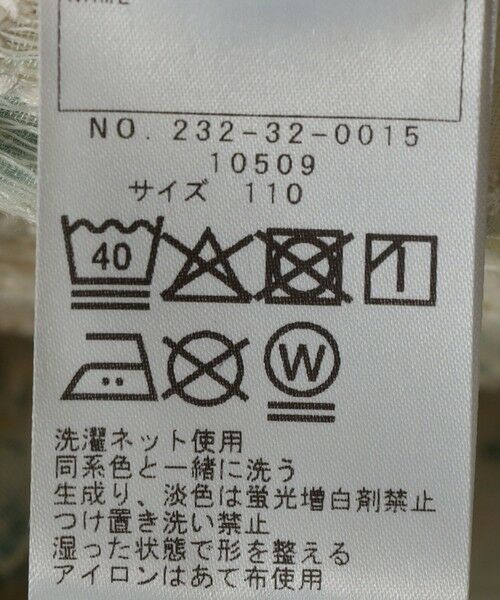 NO. 232-32-0015
10509
サイズ 110
40
W
洗濯ネット使用
同系色と一緒に洗う
生成り、淡色は蛍光増白剤禁止
つけ置き洗い禁止
湿った状態で形を整える
アイロンはあて布使用